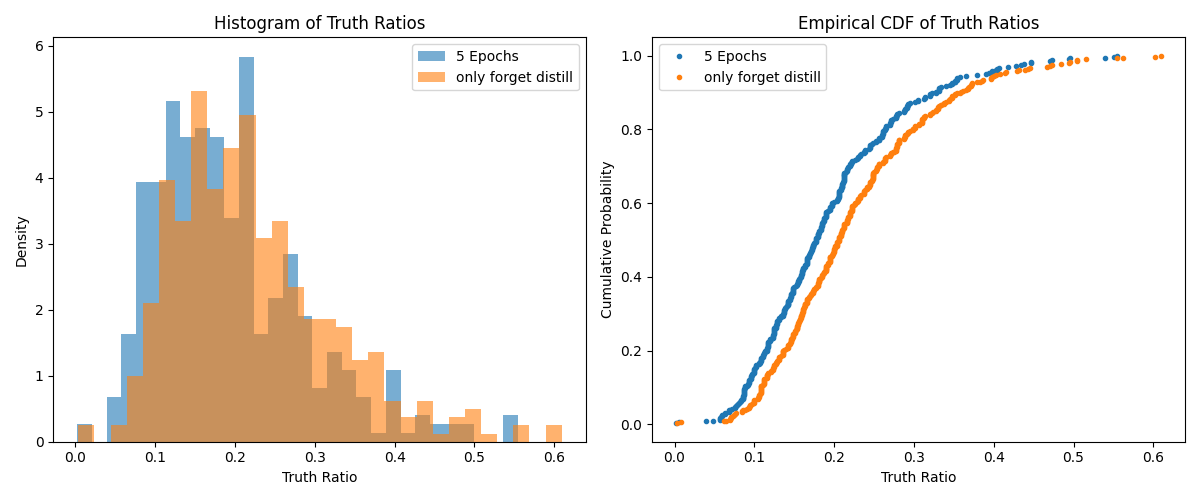 Histogram of Truth Ratios
5 Epochs
only forget distill
Density
6
5
4
3
2
1
0
0.0 0.1 0.2 0.3 0.4 0.5 0.6
Truth Ratio
Empirical CDF of Truth Ratios
5 Epochs
only forget distill
Cumulative Probability
1.0
0.8
0.6
0.4
0.2
0.0
0.0 0.1 0.2 0.3 0.4 0.5 0.6
Truth Ratio